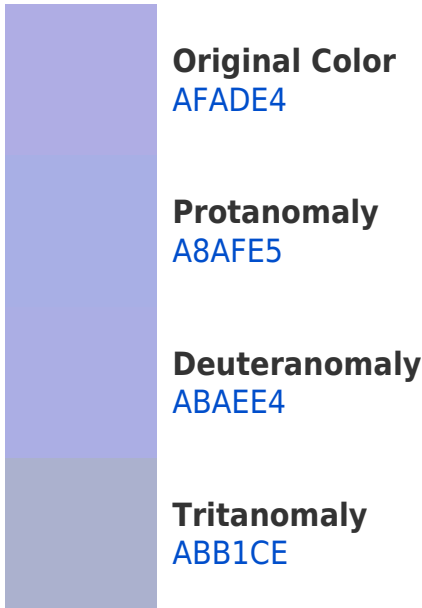 Original Color
AFADE4
Protanomaly
A8AFE5
Deuteranomaly
ABAEE4
Tritanomaly
ABB1CE